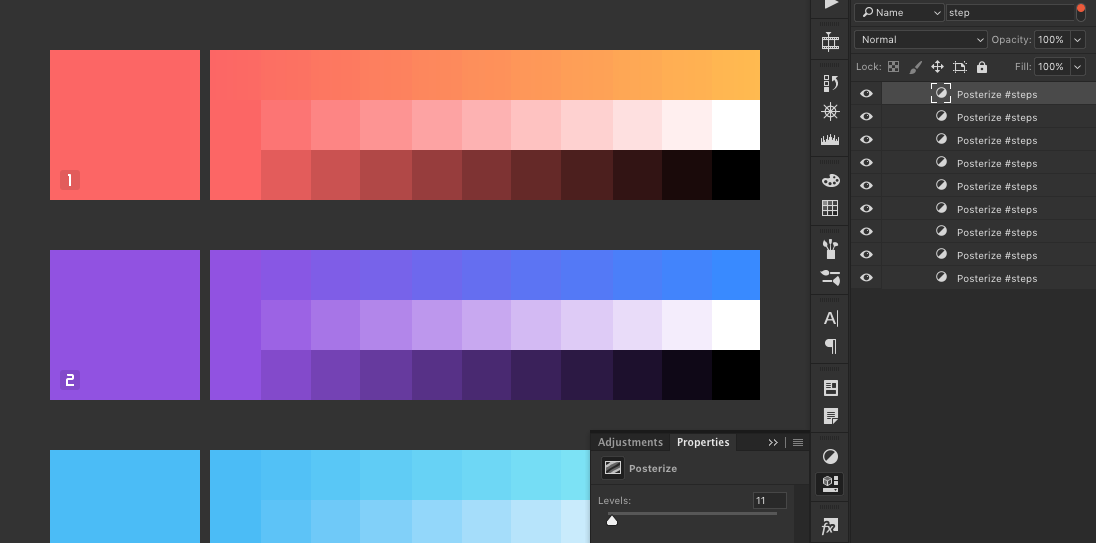 Name
step
Normal
Opacity: 100%
Lock:
Fill: 100%
Posterize #steps
Posterize #steps
Posterize #steps
Posterize #steps
Posterize #steps
Posterize #steps
Posterize #steps
Posterize #steps
Posterize #steps
1
2
A
fx
Adjustments
Properties
Posterize
Levels:
11